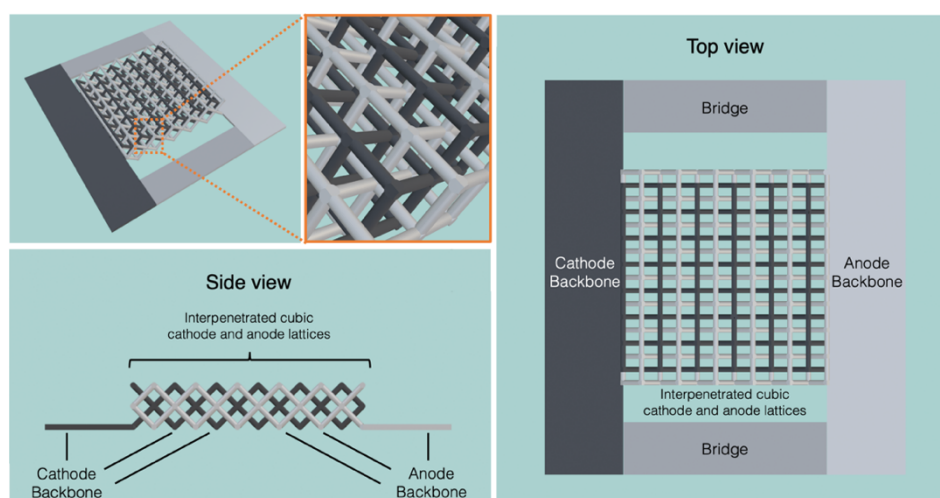 Side view
Interpenetrated cubic
cathode and anode lattices
Cathode
Backbone
Anode
Backbone
Top view
Bridge
Cathode
Backbone
Anode
Backbone
Interpenetrated cubic
cathode and anode lattices
Bridge